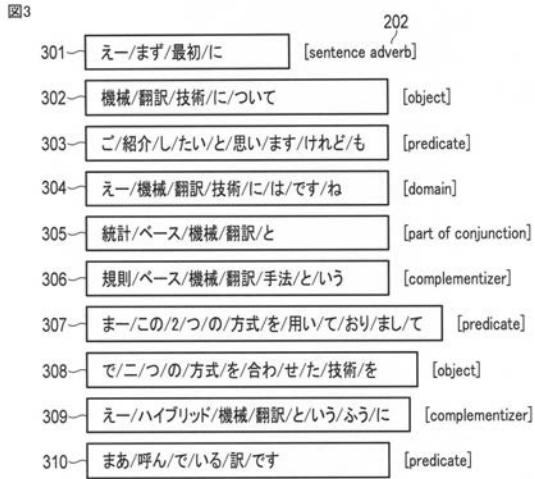 図3
202
301 えー/まず/最初/に [sentence adverb]
302 機械/翻訳/技術/に/ついて [object]
303 ご/紹介/し/たい/と/思い/ます/けれど/も [predicate]
304 えー/機械/翻訳/技術/に/は/です/ね [domain]
305 統計/ベース/機械/翻訳/と [part of conjunction]
306 規則/ベース/機械/翻訳/手法/と/いう [complementizer]
307 まー/この/2/つ/の/方式/を/用い/て/おり/まし/て [predicate]
308 で/二/つ/の/方式/を/合わ/せ/た/技術/を [object]
309 えー/ハイブリッド/機械/翻訳/と/いう/ふう/に [complementizer]
310 まあ/呼ん/で/いる/訳/です [predicate]